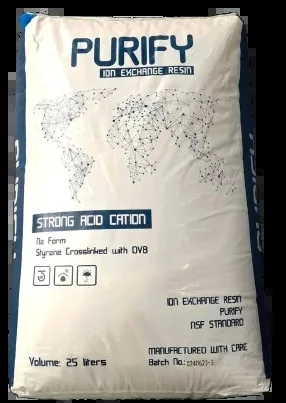 PURIFY
ION EXCHANGE RESIN
STRONG ACID CATION
Na Form
Styrene Crosslinked with DVB
ION EXCHANGE RESIN
PURIFY
NSF STANDARD
MANUFACTURED WITH CARE
Volume: 25 liters
Batch No.: